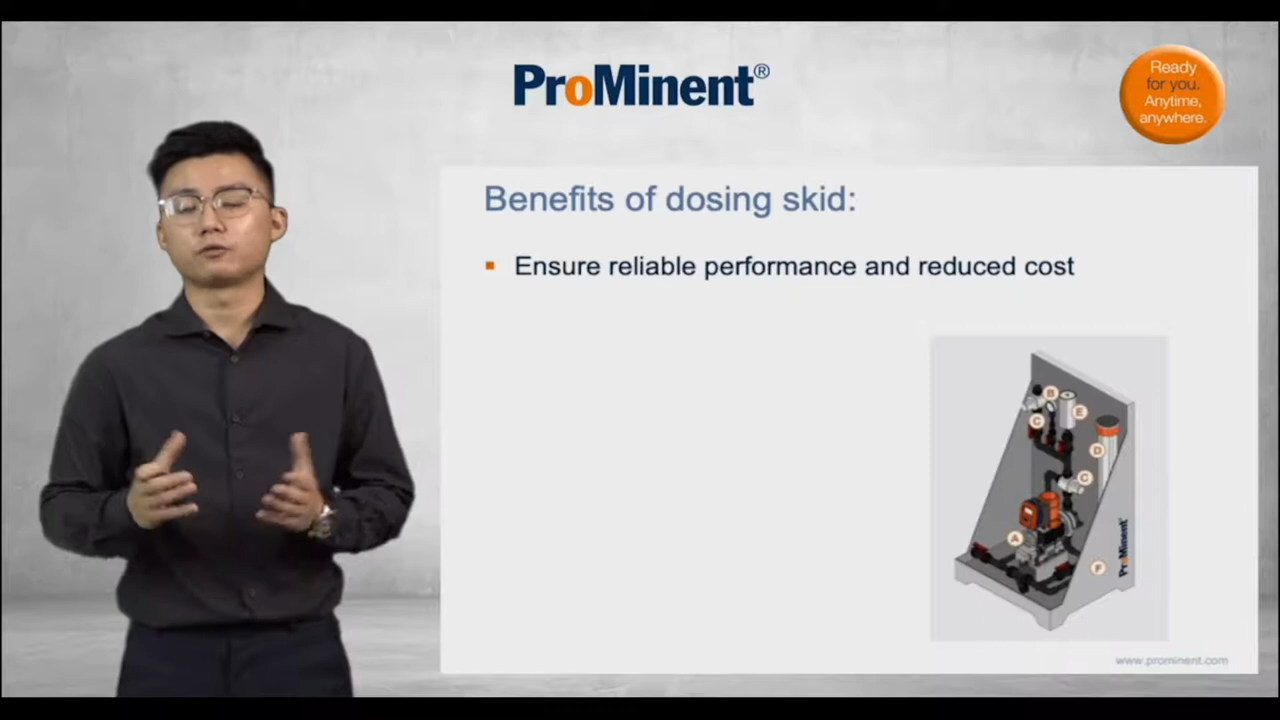 ProMinent®
Ready
for you.
Anytime,
anywhere.
Benefits of dosing skid:
▪ Ensure reliable performance and reduced cost
B
E
C
D
C
A
F
ProMinent
www.prominent.com